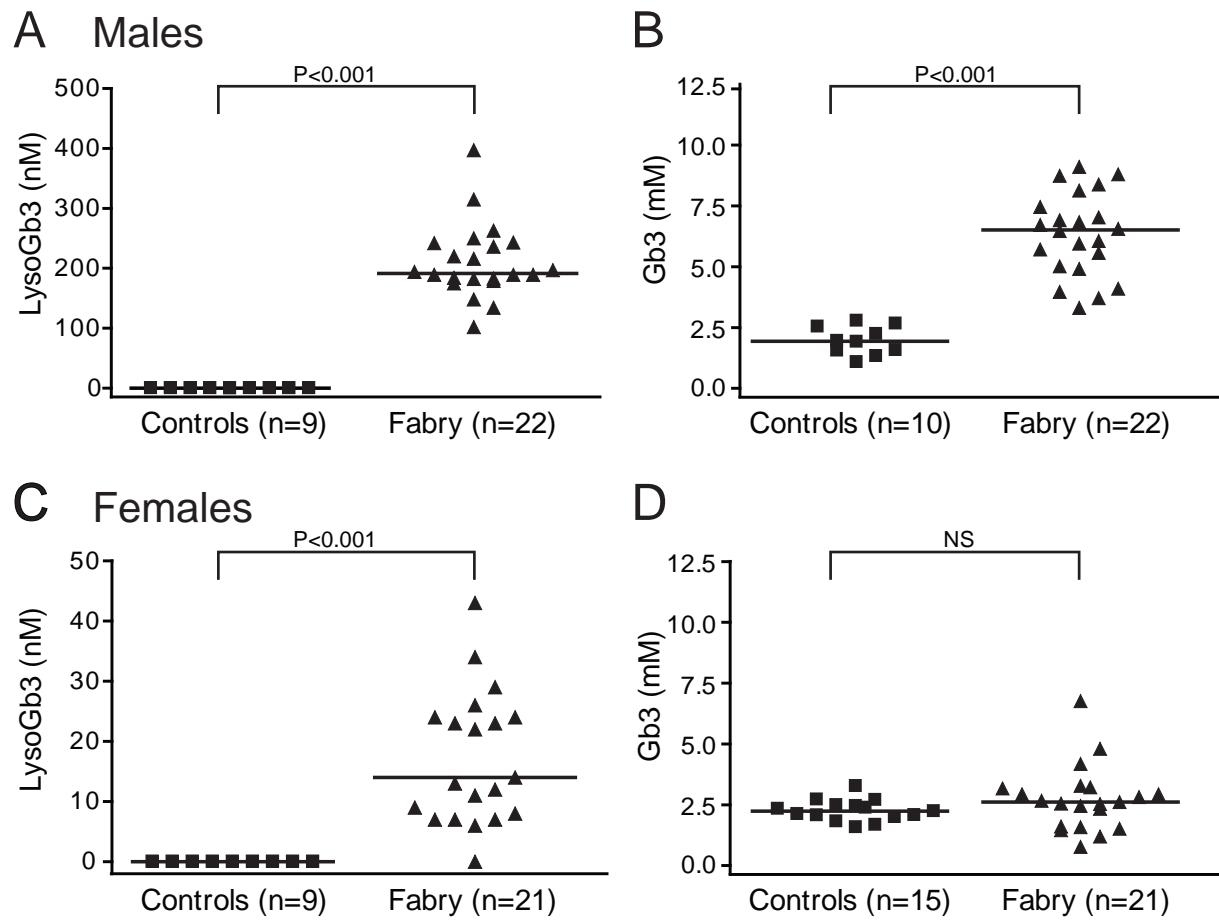 A Males
P<0.001
500
400
300
200
100
0
LysoGb3 (nM)
Controls (n=9) Fabry (n=22)
B
P<0.001
12.5
10.0
7.5
5.0
2.5
0.0
Gb3 (mM)
Controls (n=10) Fabry (n=22)
C Females
P<0.001
50
40
30
20
10
0
LysoGb3 (nM)
Controls (n=9) Fabry (n=21)
D
NS
12.5
10.0
7.5
5.0
2.5
0.0
Gb3 (mM)
Controls (n=15) Fabry (n=21)